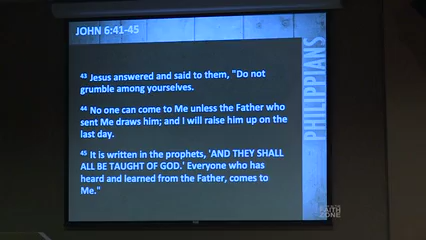 JOHN 6:41-45
43 Jesus answered and said to them, "Do not
grumble among yourselves.
44 No one can come to Me unless the Father who
sent Me draws him; and I will raise him up on the
last day.
45 It is written in the prophets, 'AND THEY SHALL
ALL BE TAUGHT OF GOD.' Everyone who has
heard and learned from the Father, comes to
Me."
PHILIPPIANS
FAITH
ZONE